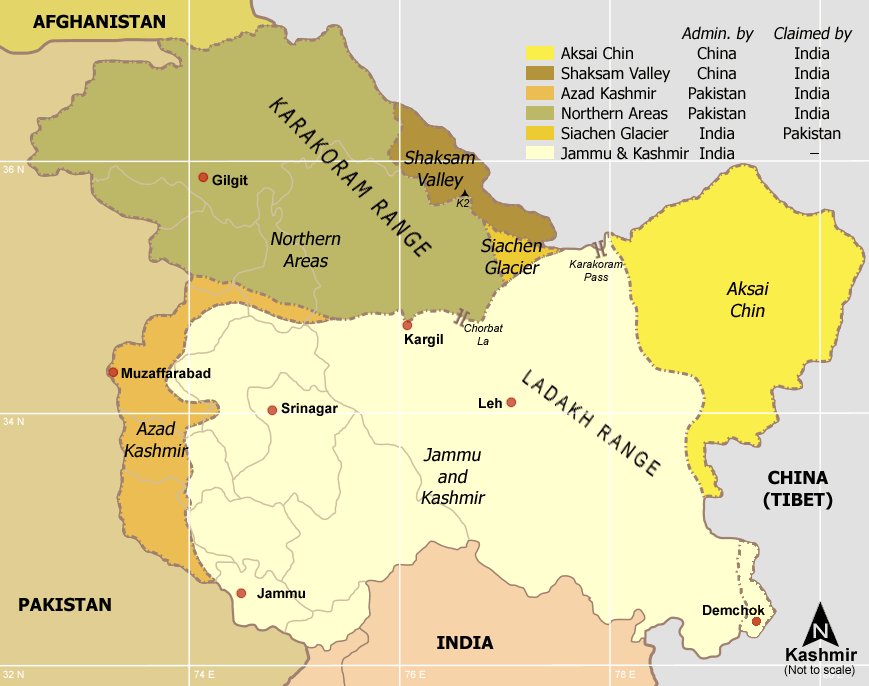 AFGHANISTAN
Admin. by Claimed by
Aksai Chin China India
Shaksam Valley China India
Azad Kashmir Pakistan India
Northern Areas Pakistan India
Siachen Glacier India Pakistan
Jammu & Kashmir India –
KARAKORAM RANGE
Shaksam
Valley
36 N
Gilgit
K2
Northern
Areas
Siachen
Glacier
Karakoram
Pass
Aksai
Chin
Chorbat
La
Kargil
Muzaffarabad
LADAKH RANGE
Leh
Srinagar
34 N
Azad
Kashmir
Jammu
and
Kashmir
CHINA
(TIBET)
Jammu
PAKISTAN
Demchok
INDIA
N
Kashmir
(Not to scale)
32 N
74 E
76 E
78 E